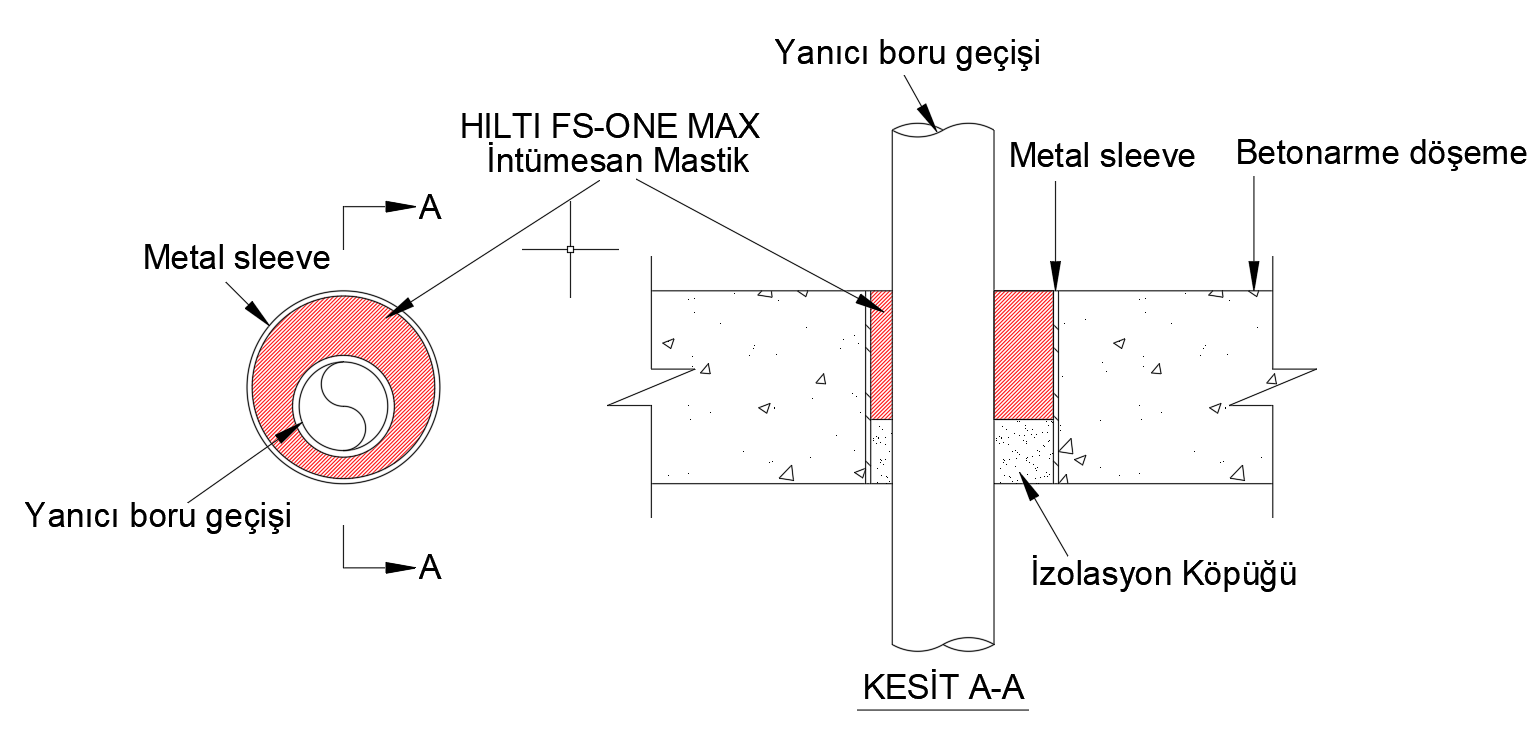 Yanıcı boru geçişi
HILTI FS-ONE MAX
İntümesan Mastik
Metal sleeve
Betonarme döşeme
A
Metal sleeve
Yanıcı boru geçişi
A
İzolasyon Köpüğü
KESİT A-A